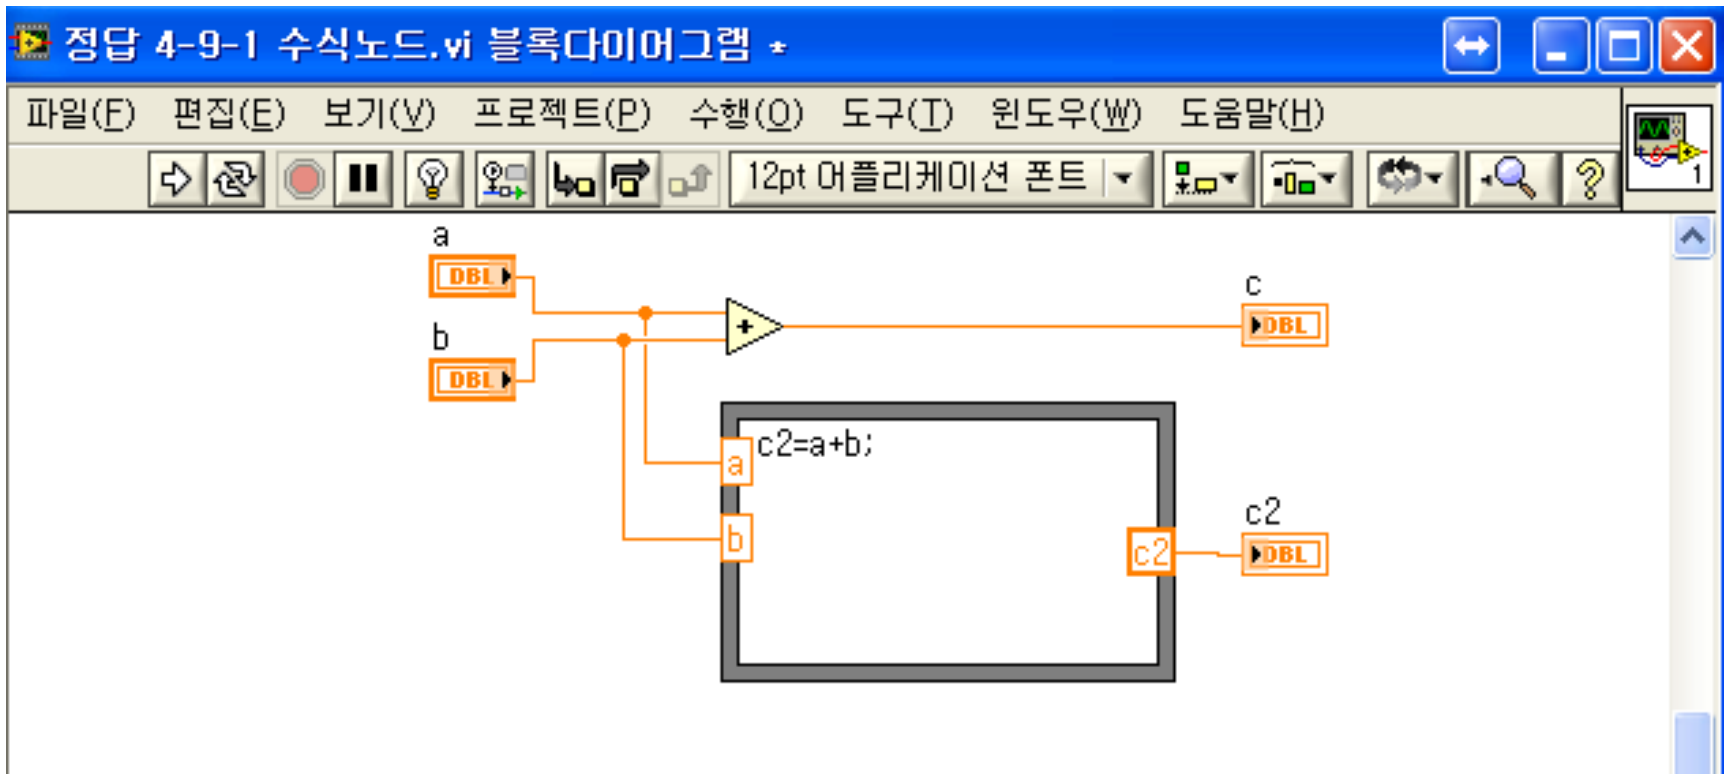 정답 4-9-1 수식노드.vi 블록다이어그램 *
파일(F) 편집(E) 보기(V) 프로젝트(P) 수행(O) 도구(T) 윈도우(W) 도움말(H)
12pt 어플리케이션 폰트
1
a
DBL
b
DBL
+
c
DBL
c2=a+b;
a
b
c2
c2
DBL